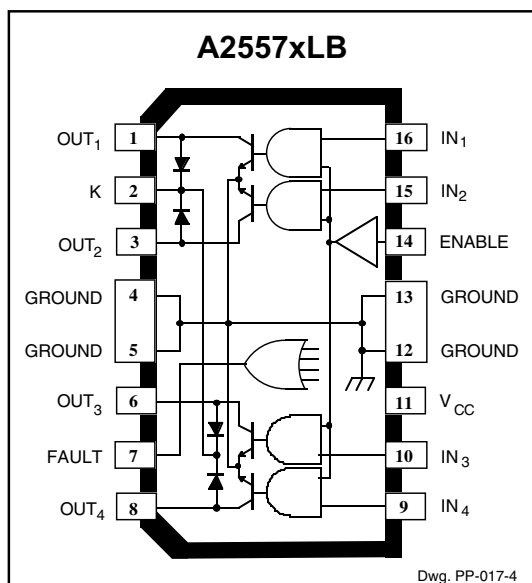 A2557xLB
OUT1 1 16 IN1
K 2 15 IN2
OUT2 3 14 ENABLE
GROUND 4 13 GROUND
GROUND 5 12 GROUND
OUT3 6 11 VCC
FAULT 7 10 IN3
OUT4 8 9 IN4
Dwg. PP-017-4